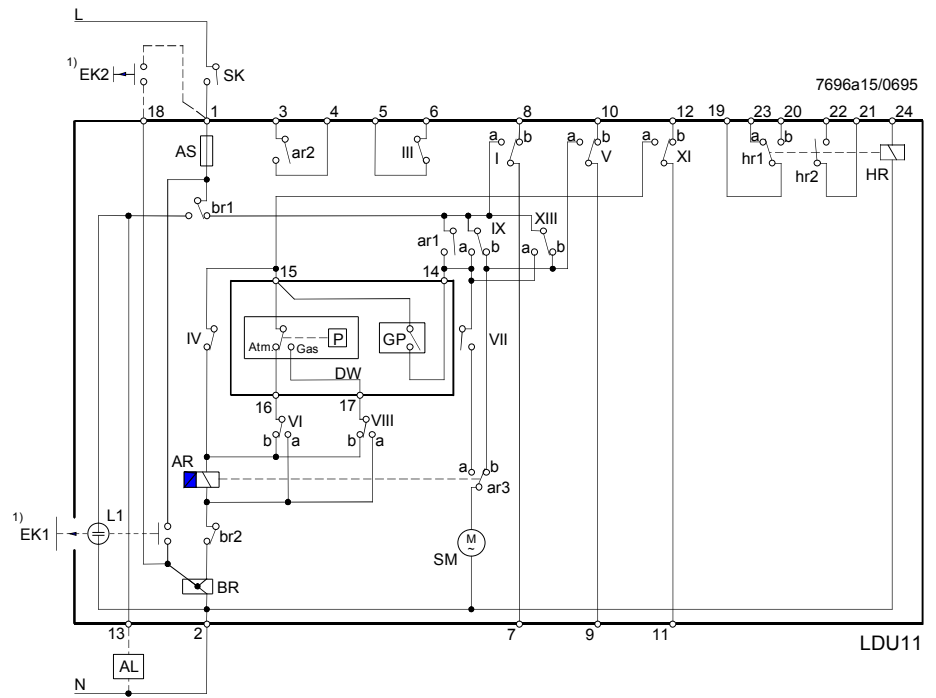 L
1) EK2
SK
7696a15/0695
18 1 3 4 5 6 8 10 12 19 23 20 22 21 24
AS
ar2
III
a b
I
a b
V
a b
XI
a b
hr1
hr2
HR
br1
ar1
IX
a b
XIII
a b
15 14
IV
Atm. Gas
P
GP
VII
DW
16 17
VI
b a
VIII
b a
AR
a b
ar3
1) EK1
L1
br2
M
~
SM
BR
13 2 7 9 11
LDU11
AL
N